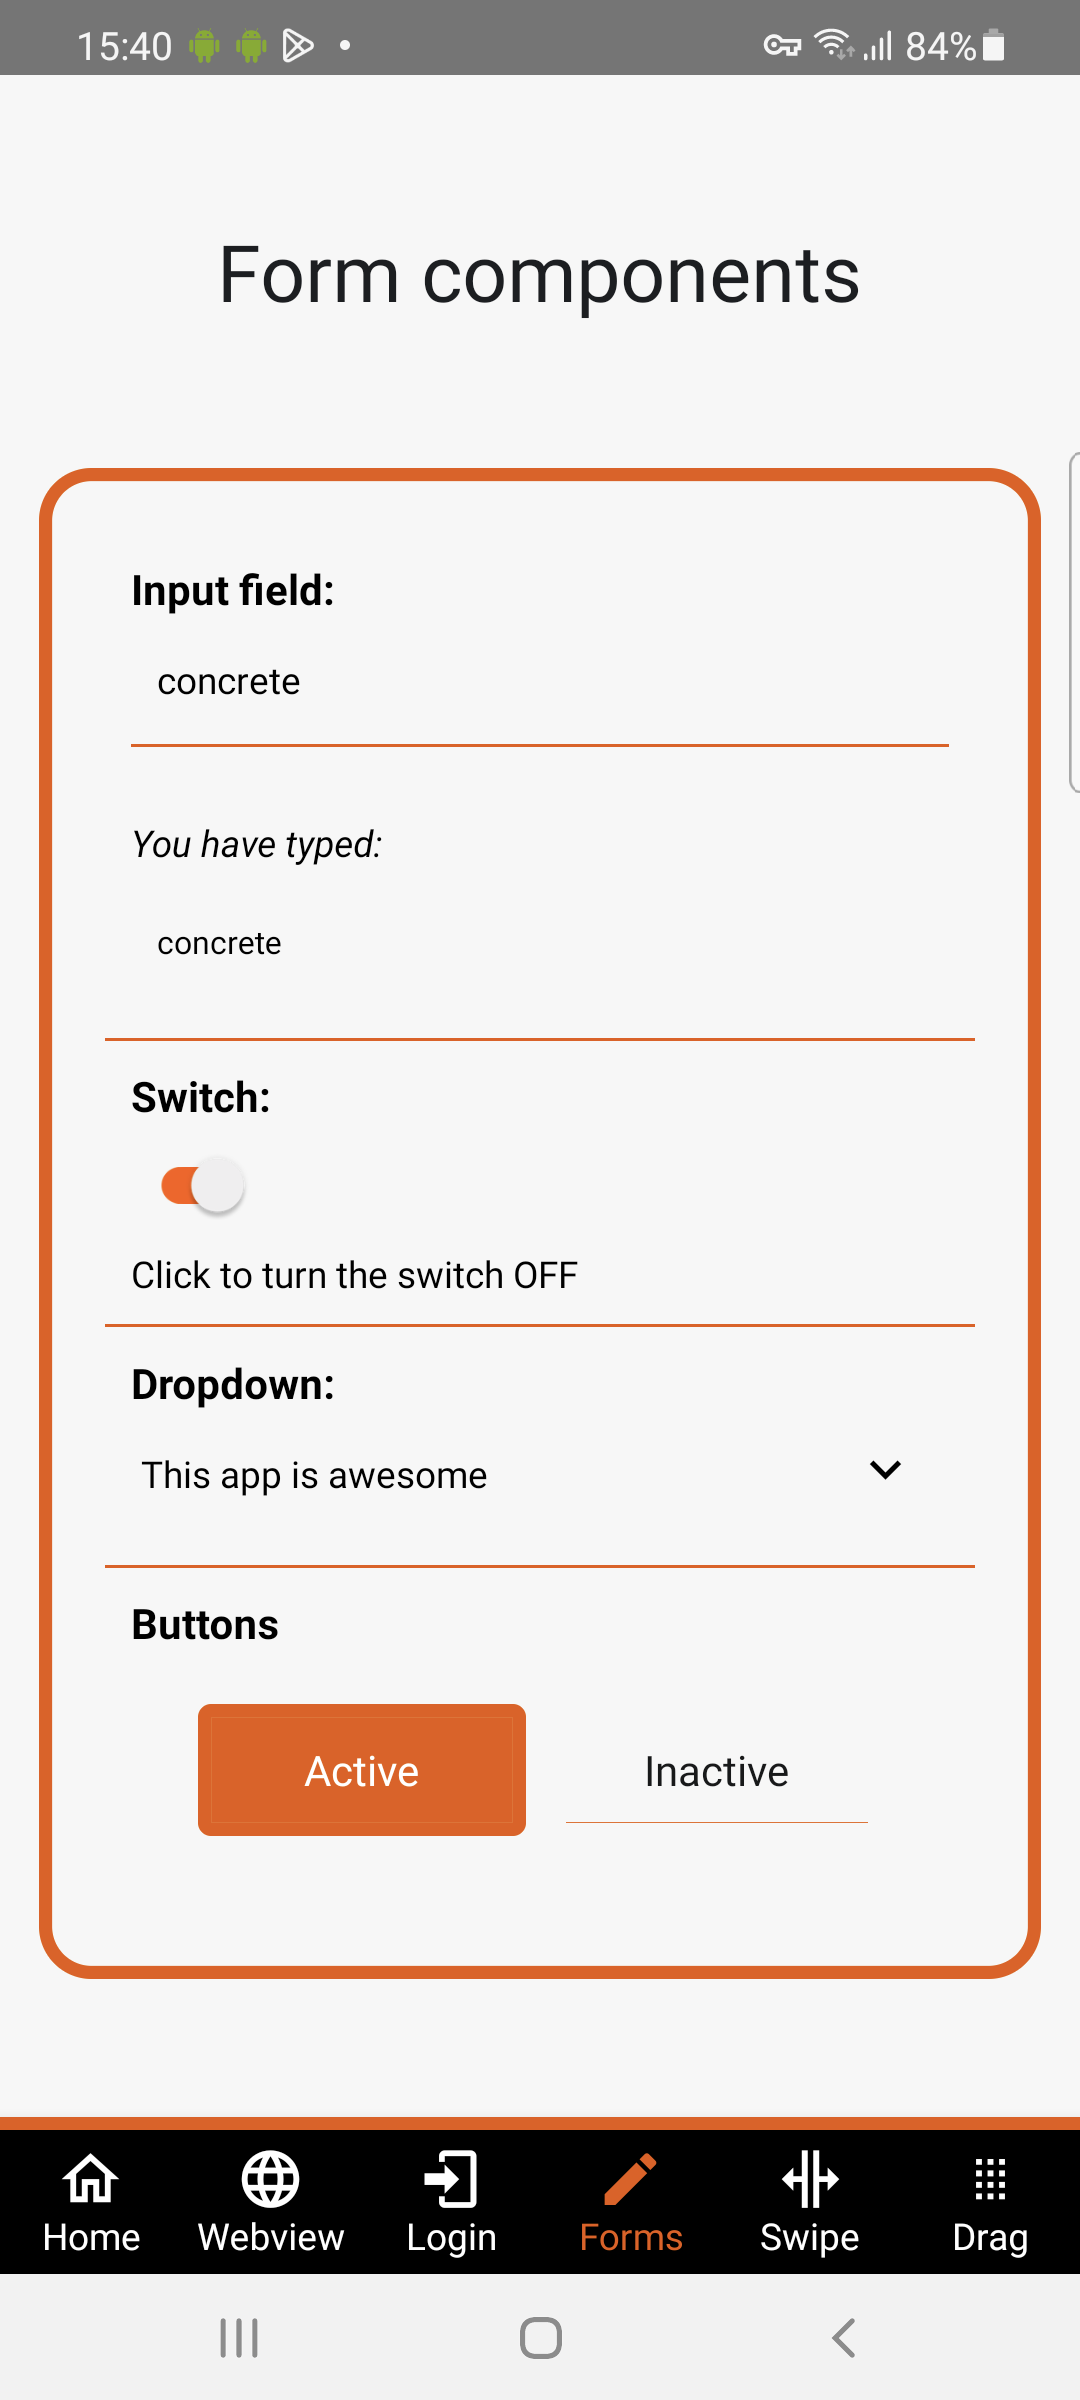 15:40 84%
Form components
Input field:
concrete
You have typed:
concrete
Switch:
Click to turn the switch OFF
Dropdown:
This app is awesome
Buttons
Active Inactive
Home Webview Login Forms Swipe Drag